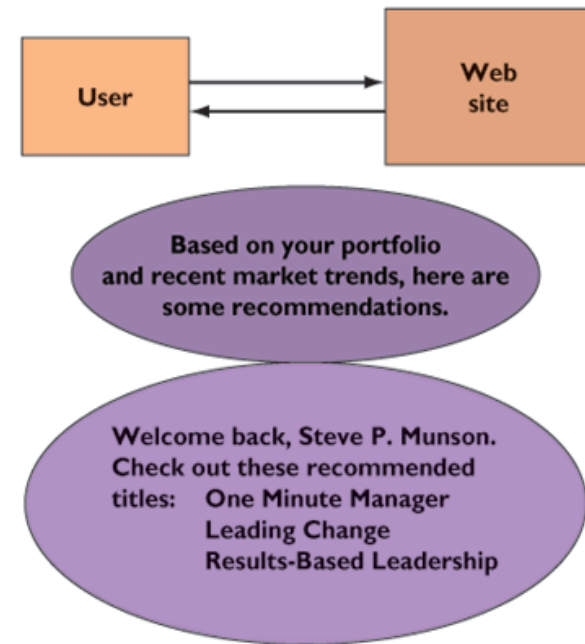 User
Web
site
Based on your portfolio
and recent market trends, here are
some recommendations.
Welcome back, Steve P. Munson.
Check out these recommended
titles: One Minute Manager
Leading Change
Results-Based Leadership